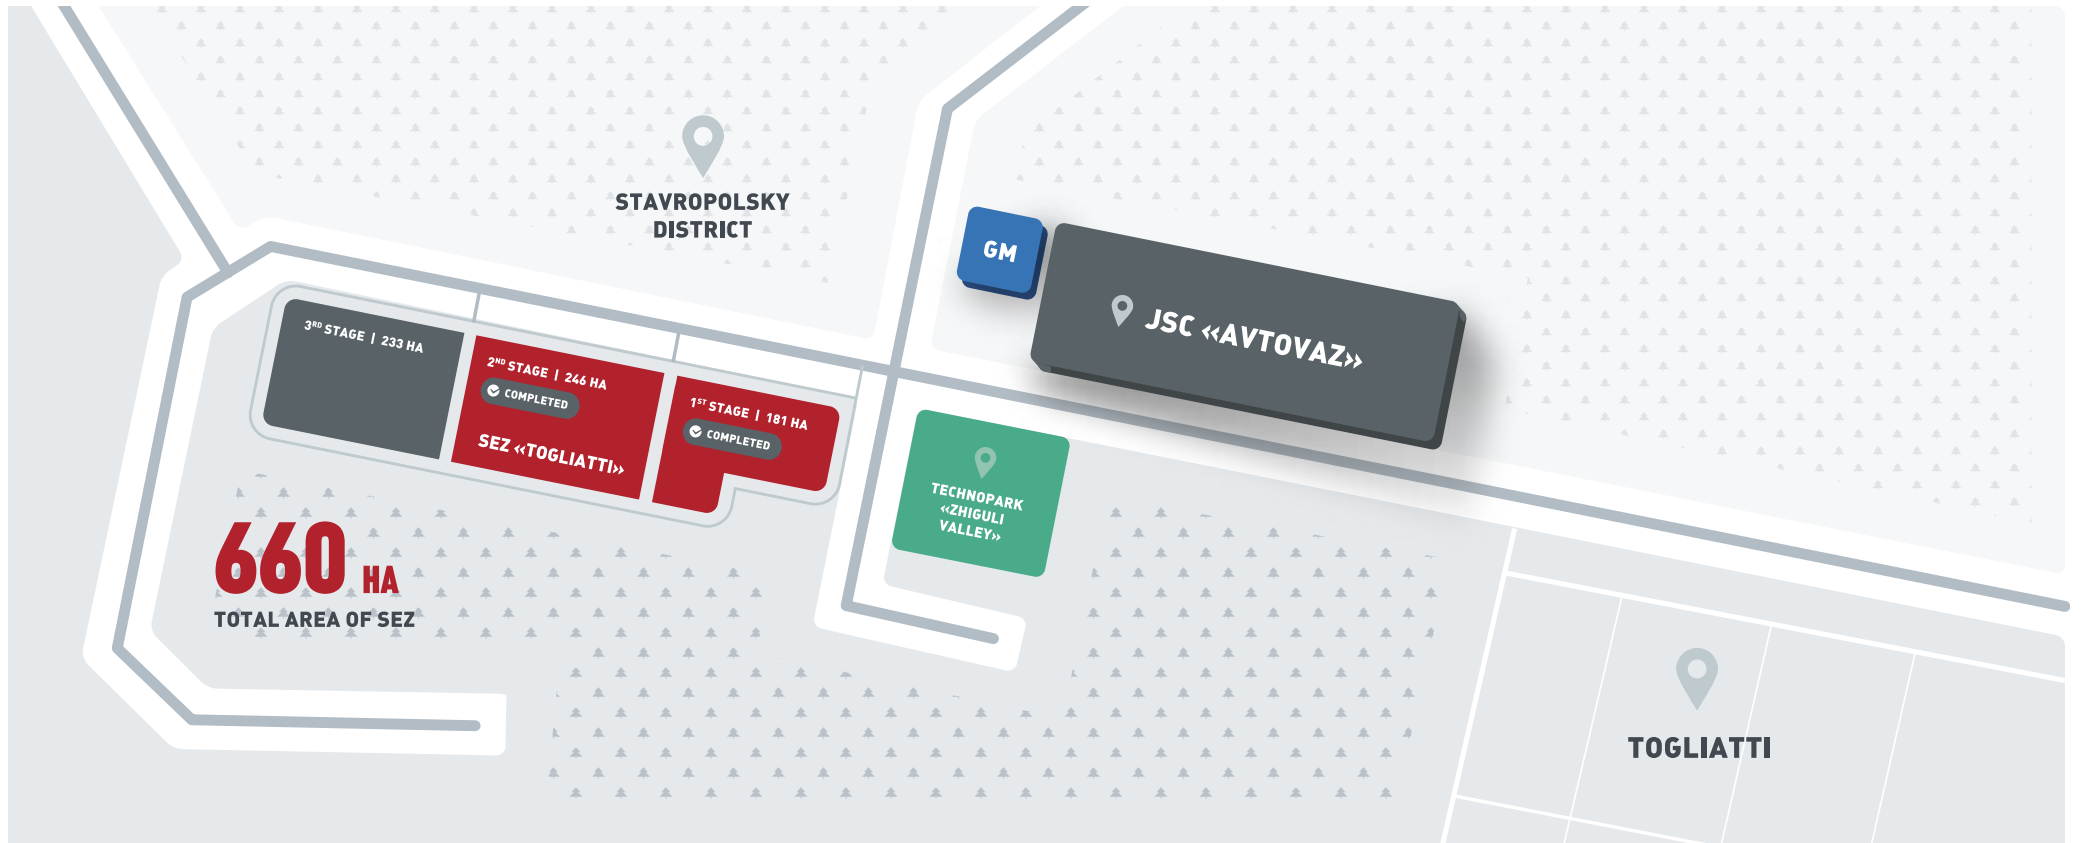 STAVROPOLSKY
DISTRICT
GM
JSC «AVTOVAZ»
3RD STAGE | 233 HA
2ND STAGE | 246 HA
COMPLETED
SEZ «TOGLIATTI»
1ST STAGE | 181 HA
COMPLETED
TECHNOPARK
«ZHIGULI
VALLEY»
660 HA
TOTAL AREA OF SEZ
TOGLIATTI